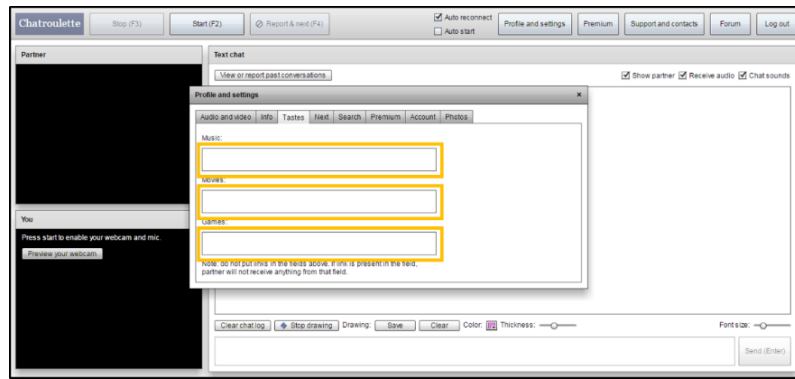 Chatroulette
Stop (F3)
Start (F2)
Report & next (F4)
Auto reconnect
Auto start
Profile and settings
Premium
Support and contacts
Forum
Log out
Partner
Text chat
View or report past conversations
Show partner
Receive audio
Chat sounds
Profile and settings
×
Audio and video
Info
Tastes
Next
Search
Premium
Account
Photos
Music:
Movies:
Games:
Note: do not put links in the fields above. If link is present in the field,
partner will not receive anything from that field.
You
Press start to enable your webcam and mic.
Preview your webcam
Clear chat log
Stop drawing
Drawing:
Save
Clear
Color:
Thickness:
Font size:
Send (Enter)